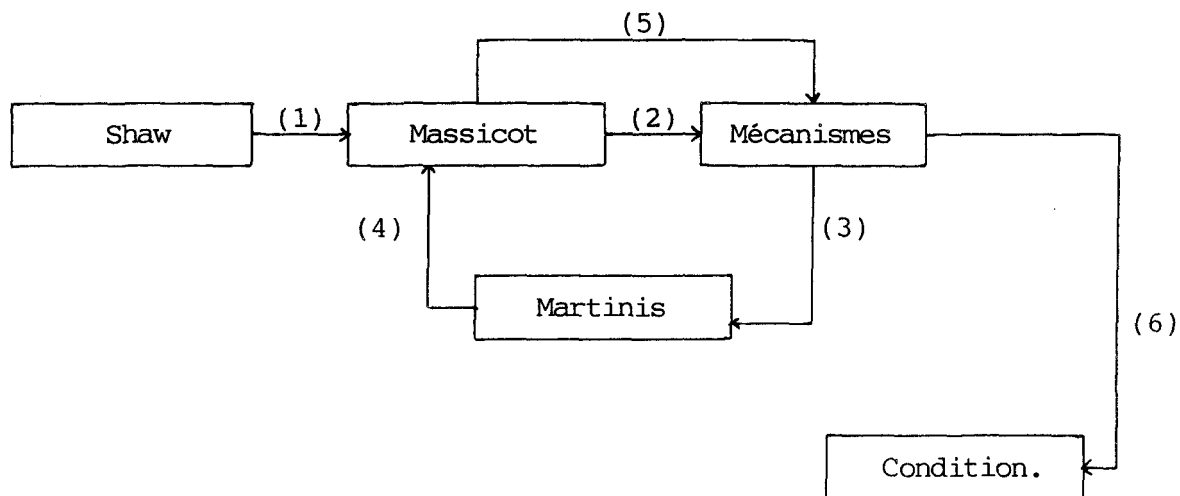 (5)
Shaw (1) Massicot (2) Mécanismes
(4) (3)
Martinis
(6)
Condition.